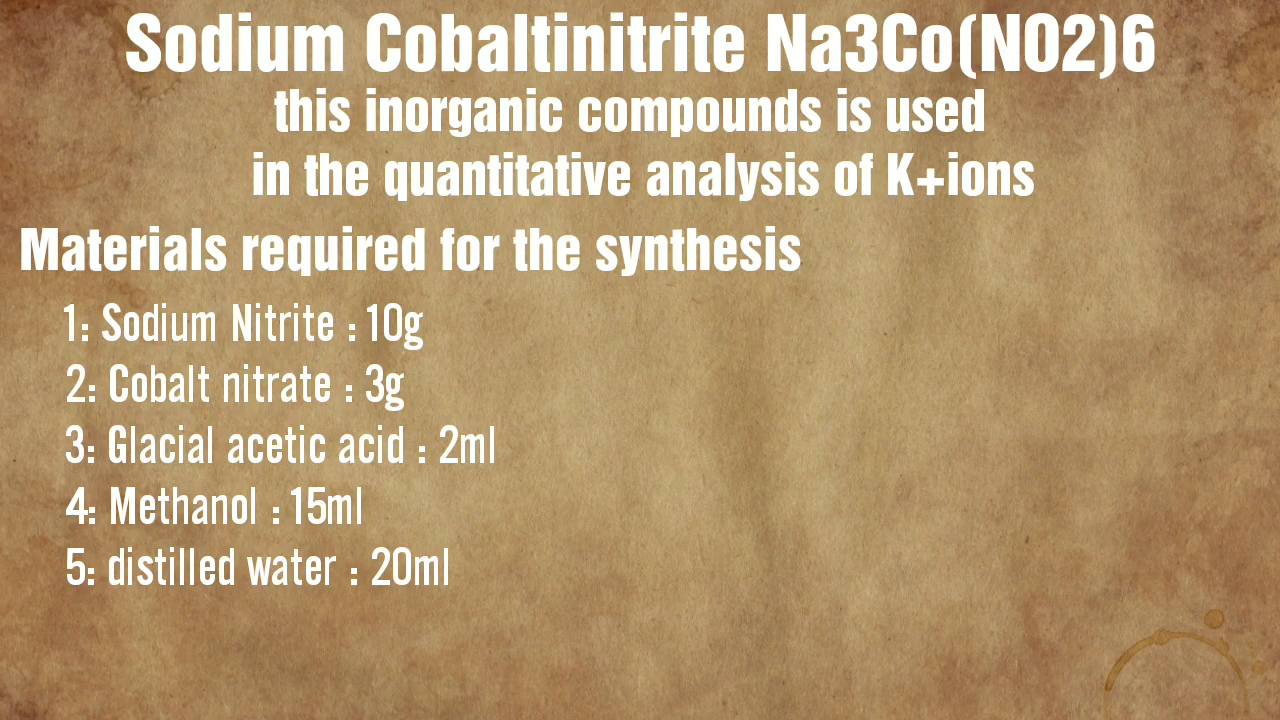 Sodium Cobaltinitrite Na3Co(NO2)6
this inorganic compounds is used
in the quantitative analysis of K+ions
Materials required for the synthesis
1: Sodium Nitrite : 10g
2: Cobalt nitrate : 3g
3: Glacial acetic acid : 2ml
4: Methanol : 15ml
5: distilled water : 20ml